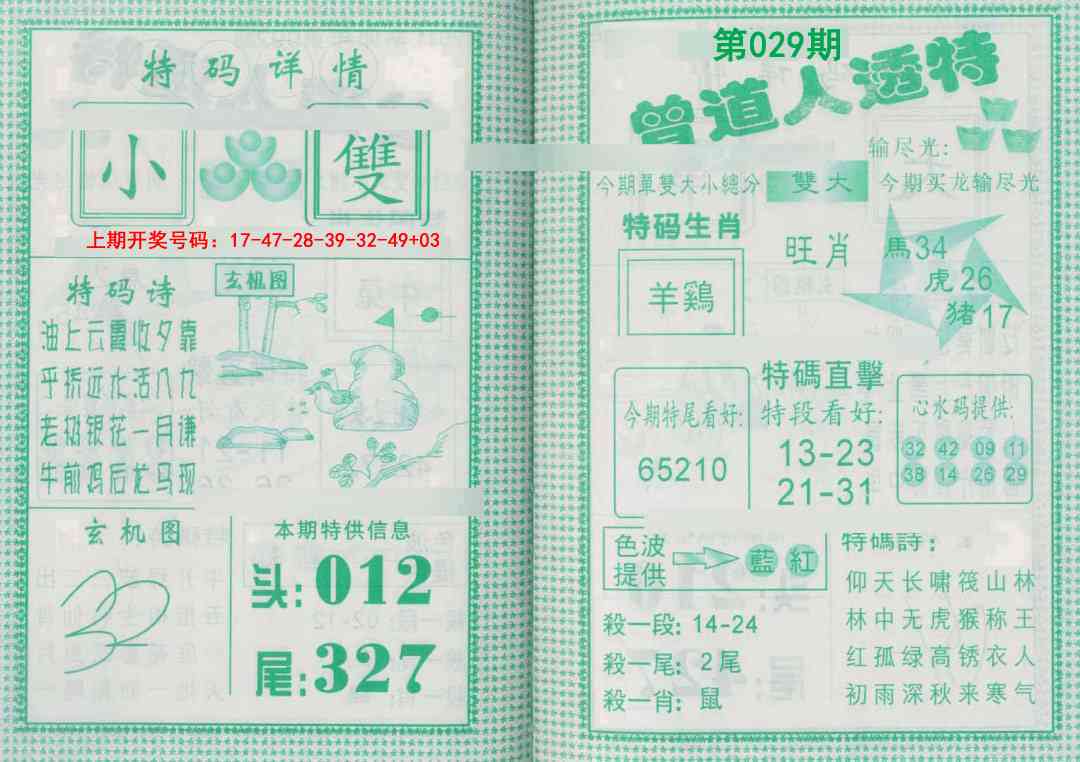 特码详情
小 雙
上期开奖号码：17-47-28-39-32-49+03
特码诗
油上云霞收夕靠
平桥远水活八九
老极银花一月谦
牛前鸡后龙马现
玄机图
玄机图
本期特供信息
头:012
尾:327
第029期
曾道人透特
输尽光:
今期單雙大小總分 雙大 今期买龙输尽光
特码生肖
羊鷄
旺肖
馬34
虎26
猪17
今期特尾看好:
65210
特碼直擊
特段看好:
13-23
21-31
心水码提供:
32 42 09 11
38 14 26 29
色波提供 藍 紅
殺一段: 14-24
殺一尾: 2尾
殺一肖: 鼠
特碼詩:
仰天长啸筏山林
林中无虎猴称王
红孤绿高锈衣人
初雨深秋来寒气